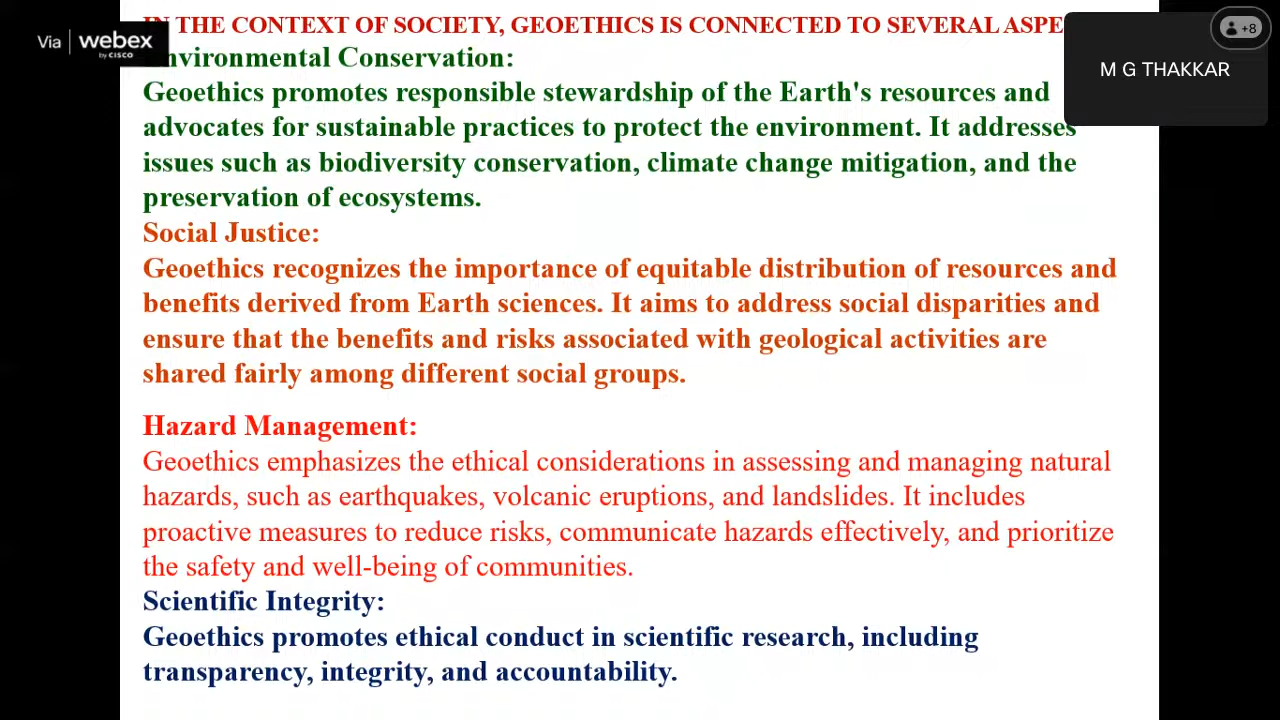 IN THE CONTEXT OF SOCIETY, GEOETHICS IS CONNECTED TO SEVERAL ASPE
Via webex
by CISCO
+8
M G THAKKAR
nvironmental Conservation:
Geoethics promotes responsible stewardship of the Earth's resources and
advocates for sustainable practices to protect the environment. It addresses
issues such as biodiversity conservation, climate change mitigation, and the
preservation of ecosystems.
Social Justice:
Geoethics recognizes the importance of equitable distribution of resources and
benefits derived from Earth sciences. It aims to address social disparities and
ensure that the benefits and risks associated with geological activities are
shared fairly among different social groups.
Hazard Management:
Geoethics emphasizes the ethical considerations in assessing and managing natural
hazards, such as earthquakes, volcanic eruptions, and landslides. It includes
proactive measures to reduce risks, communicate hazards effectively, and prioritize
the safety and well-being of communities.
Scientific Integrity:
Geoethics promotes ethical conduct in scientific research, including
transparency, integrity, and accountability.